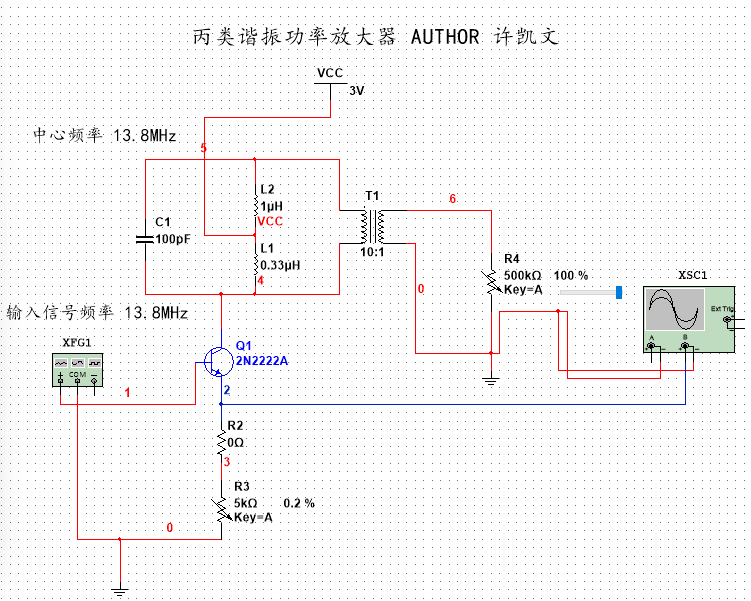 丙类谐振功率放大器 AUTHOR 许凯文
VCC
3V
中心频率 13.8MHz
5
L2
1μH
VCC
T1
6
C1
100pF
L1
0.33μH
10:1
4
R4
500kΩ 100 %
Key=A
0
XSC1
Ext Trig
A B
输入信号频率 13.8MHz
XFG1
COM
Q1
2N2222A
1
2
R2
0Ω
3
R3
5kΩ 0.2 %
Key=A
0